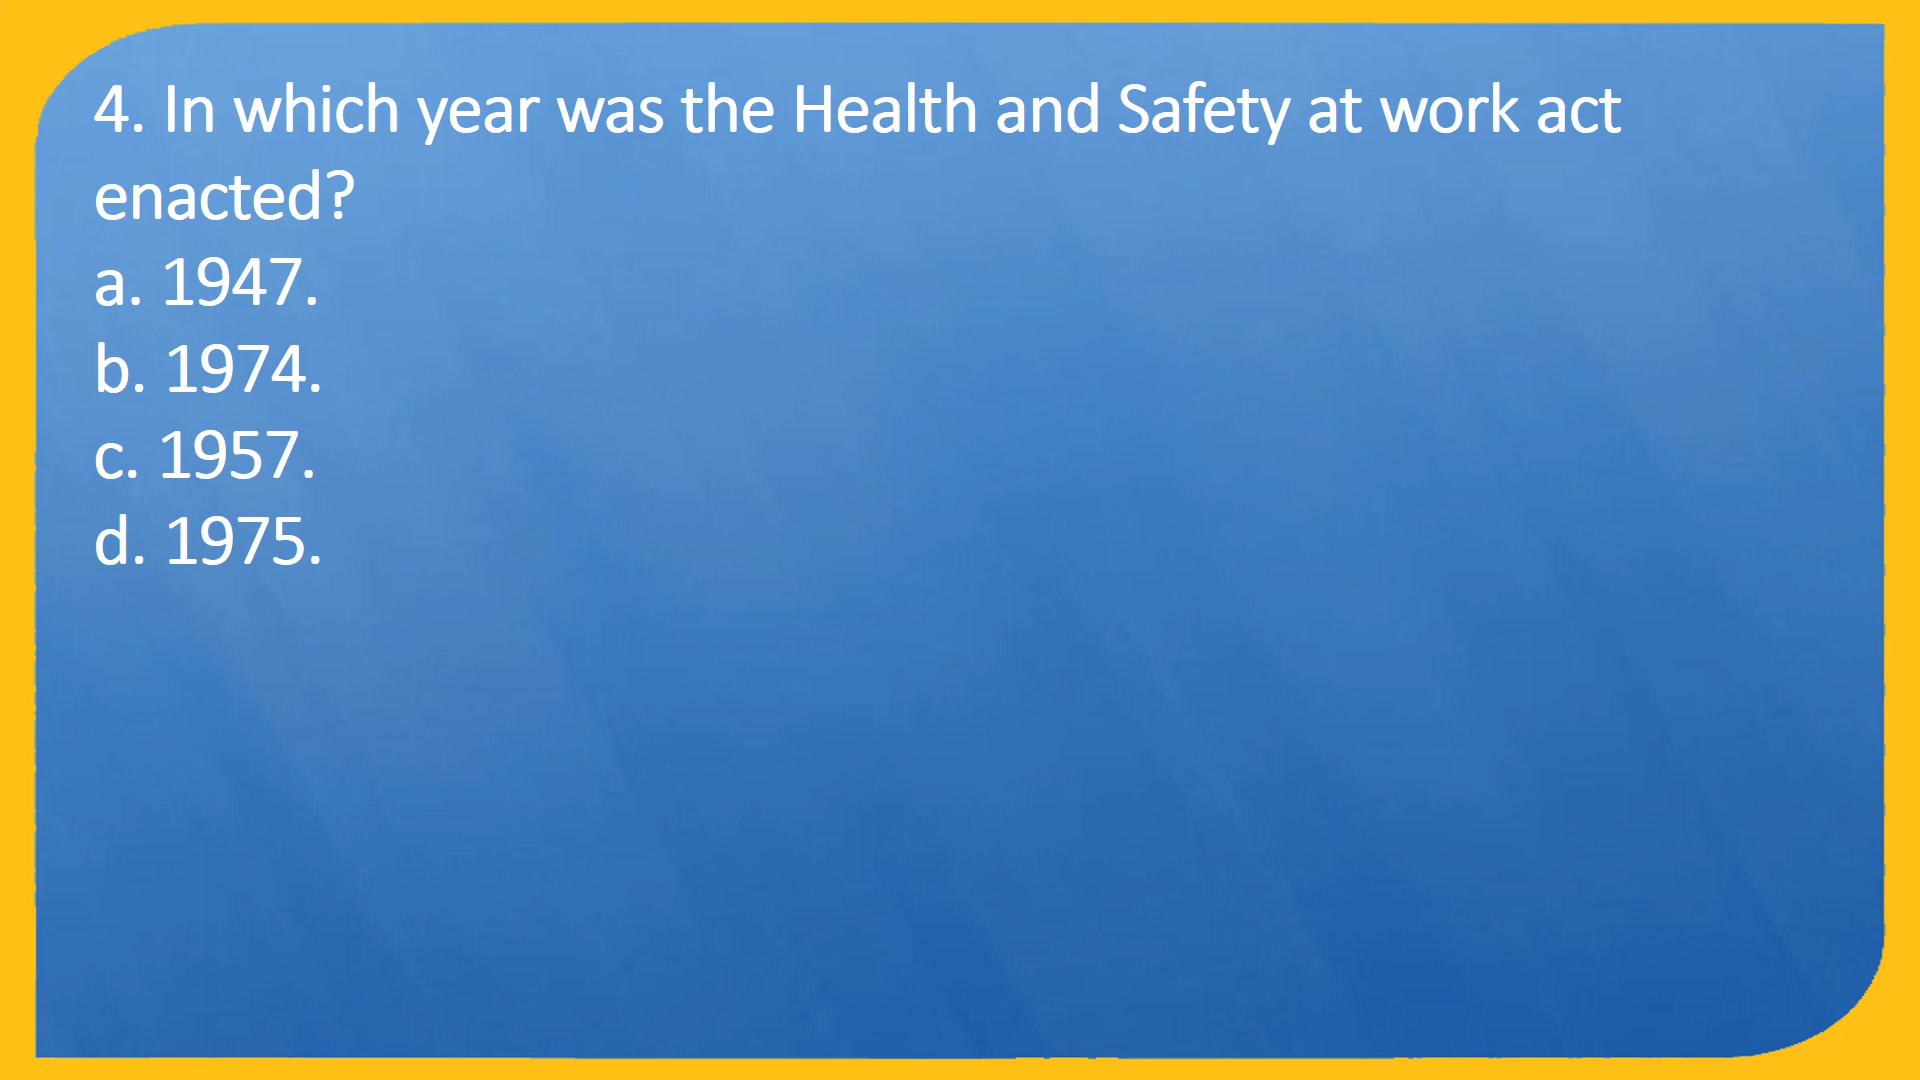 4. In which year was the Health and Safety at work act
enacted?
a. 1947.
b. 1974.
c. 1957.
d. 1975.